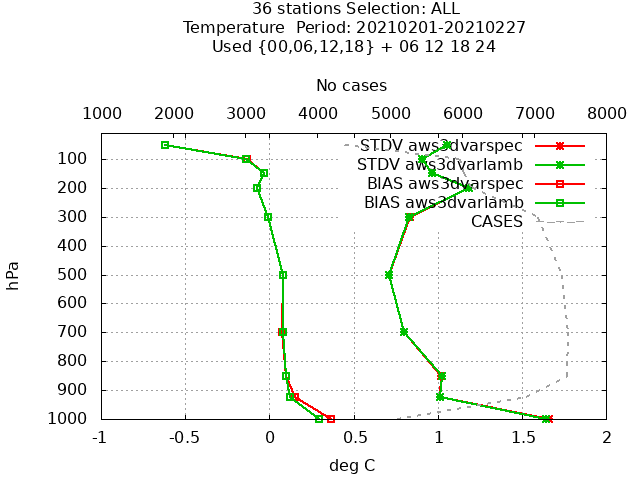 36 stations Selection: ALL
Temperature  Period: 20210201-20210227
Used {00,06,12,18} + 06 12 18 24
No cases
1000 2000 3000 4000 5000 6000 7000 8000
STDV aws3dvarspec
STDV aws3dvarlamb
BIAS aws3dvarspec
BIAS aws3dvarlamb
CASES
100
200
300
400
500
600
700
800
900
1000
hPa
-1 -0.5 0 0.5 1 1.5 2
deg C